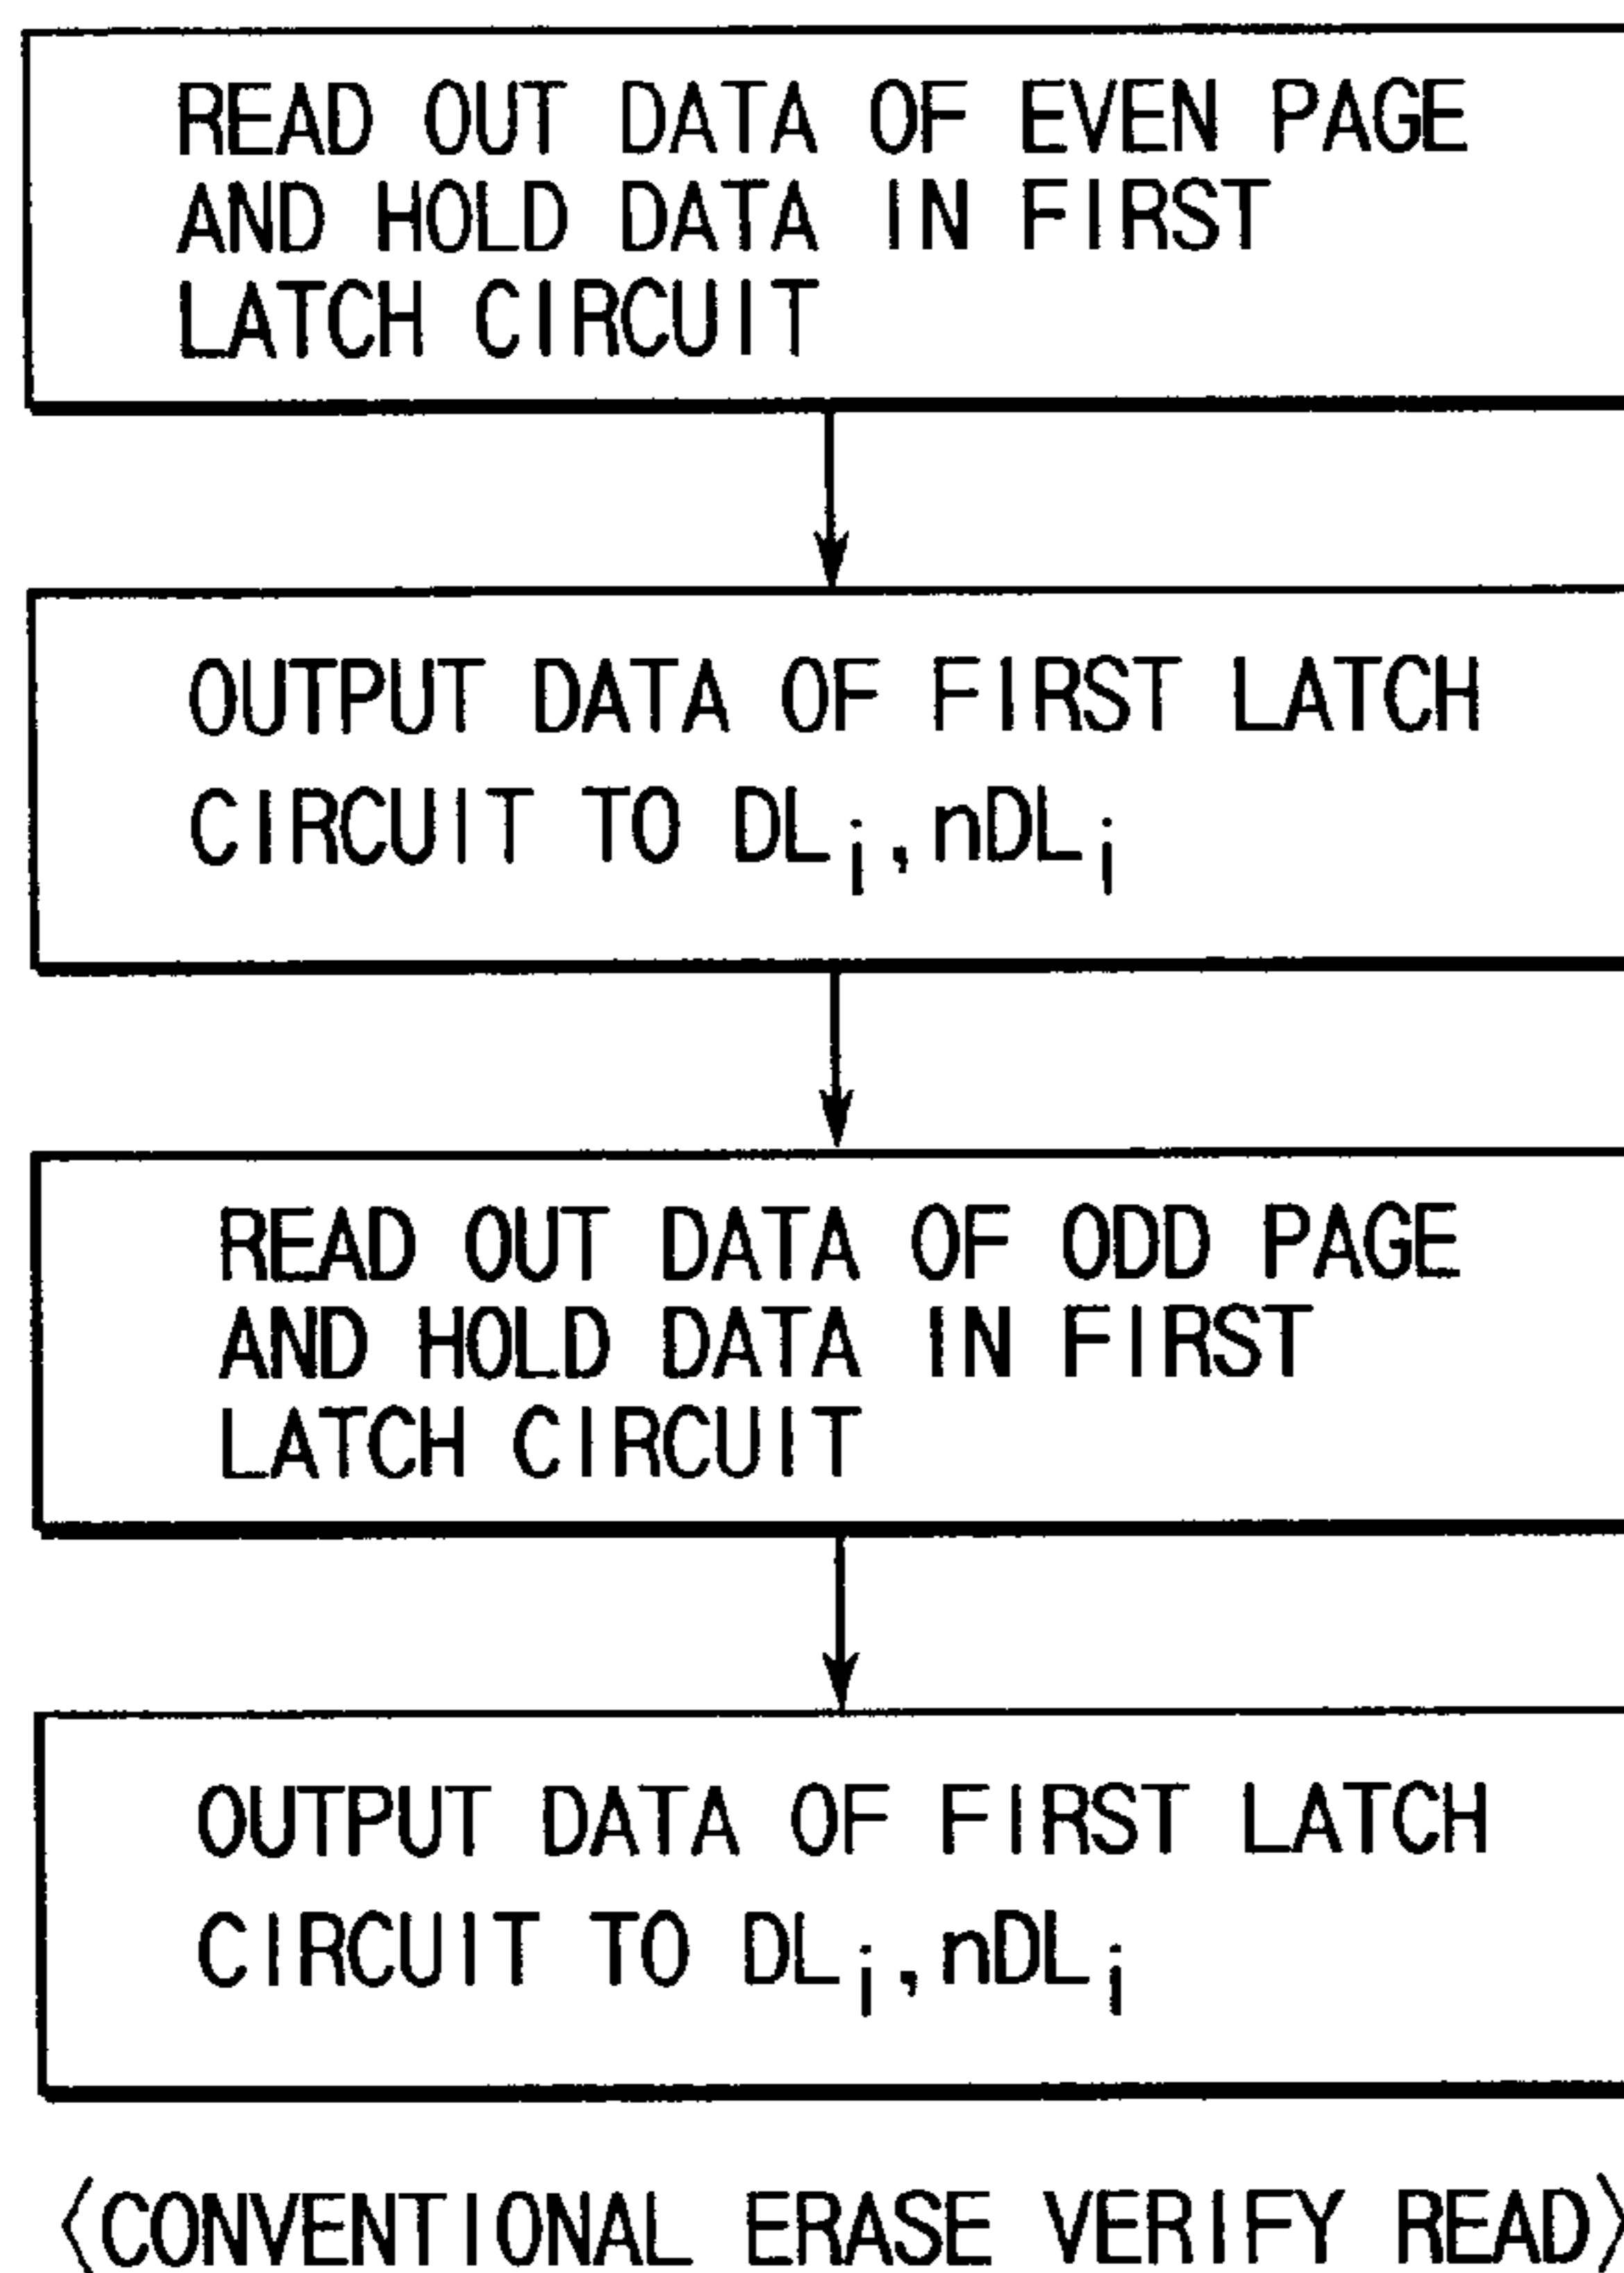 READ OUT DATA OF EVEN PAGE
AND HOLD DATA IN FIRST
LATCH CIRCUIT
OUTPUT DATA OF FIRST LATCH
CIRCUIT TO DLi, nDLi
READ OUT DATA OF ODD PAGE
AND HOLD DATA IN FIRST
LATCH CIRCUIT
OUTPUT DATA OF FIRST LATCH
CIRCUIT TO DLi, nDLi
〈CONVENTIONAL ERASE VERIFY READ〉